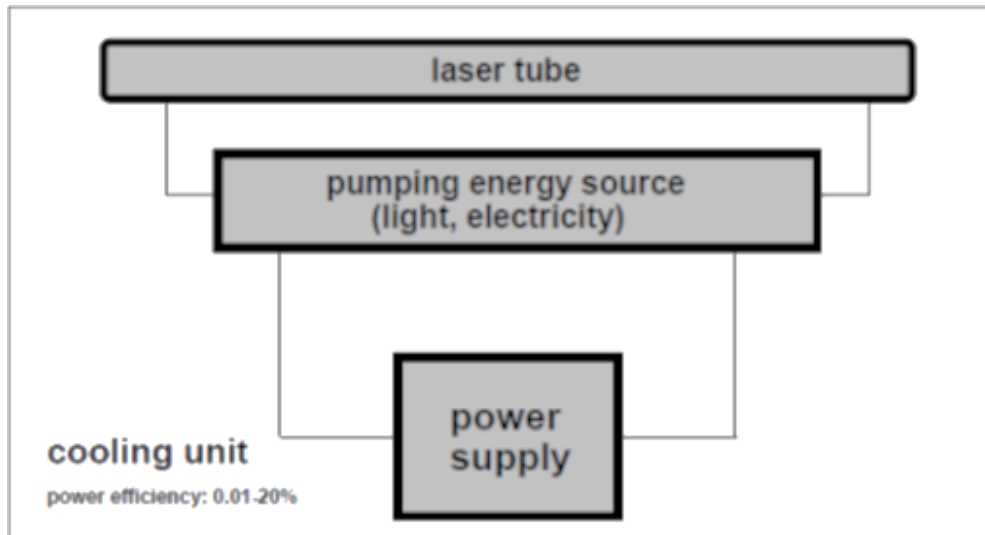 laser tube
pumping energy source
(light, electricity)
power
supply
cooling unit
power efficiency: 0.01-20%